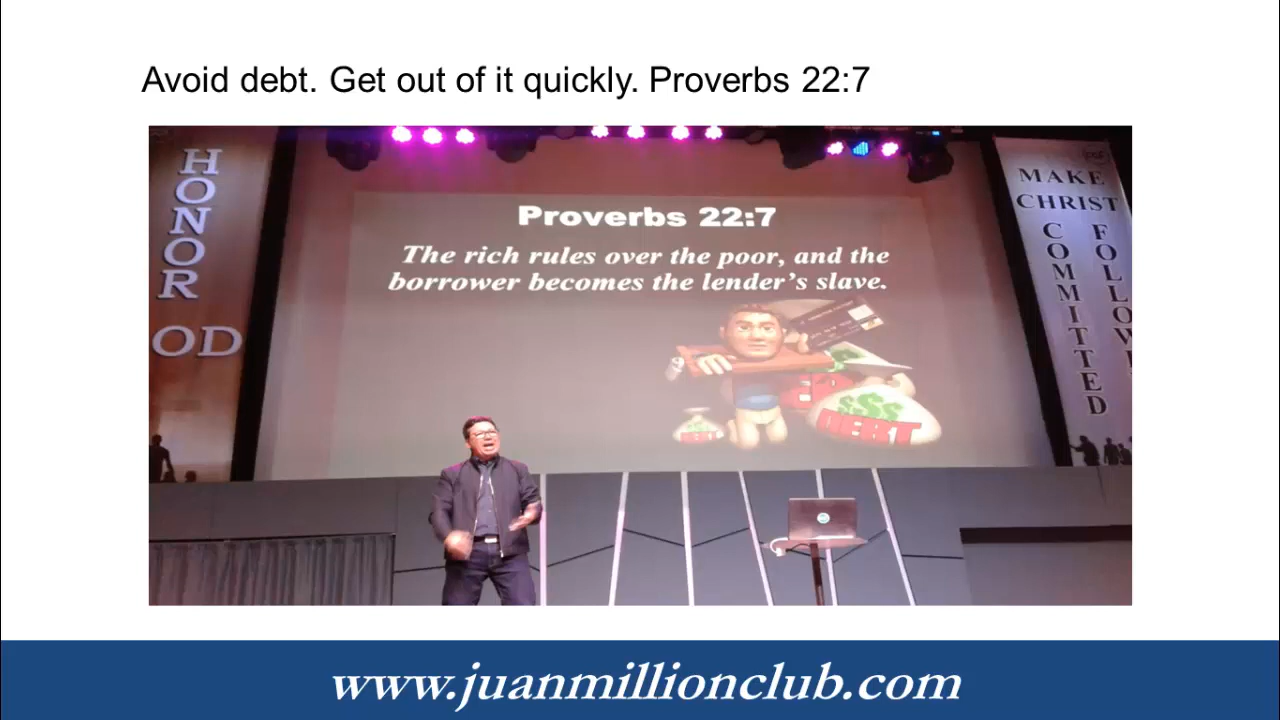 Avoid debt. Get out of it quickly. Proverbs 22:7
HONOR
OD
Proverbs 22:7
The rich rules over the poor, and the
borrower becomes the lender's slave.
DEBT
MAKE
CHRIST
COMMITTED
www.juanmillionclub.com